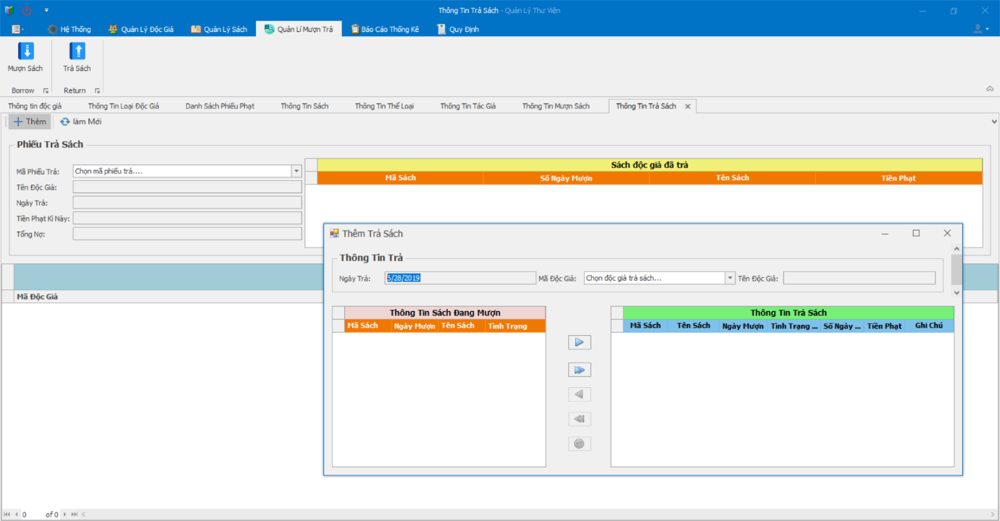 Thông Tin Trả Sách - Quản Lý Thư Viện
Hệ Thống Quản Lý Độc Giả Quản Lý Sách Quản Lí Mượn Trả Báo Cáo Thống Kê Quy Định
Mượn Sách Trả Sách
Borrow Return
Thông tin độc giả Thông Tin Loại Độc Giả Danh Sách Phiếu Phạt Thông Tin Sách Thông Tin Thể Loại Thông Tin Tác Giả Thông Tin Mượn Sách Thông Tin Trả Sách
Thêm làm Mới
Phiếu Trả Sách
Sách độc giả đã trả
Mã Phiếu Trả: Chọn mã phiếu trả....
Mã Sách Số Ngày Mượn Tên Sách Tiền Phạt
Tên Độc Giả:
Ngày Trả:
Tiền Phạt Kì Này:
Tổng Nợ:
Thêm Trả Sách
Thông Tin Trả
Ngày Trả: 5/28/2019 Mã Độc Giả: Chọn độc giả trả sách... Tên Độc Giả:
Mã Độc Giả
Thông Tin Sách Đang Mượn Thông Tin Trả Sách
Mã Sách Ngày Mượn Tên Sách Tình Trạng Mã Sách Tên Sách Ngày Mượn Tình Trạng ... Số Ngày ... Tiền Phạt Ghi Chú
0 of 0